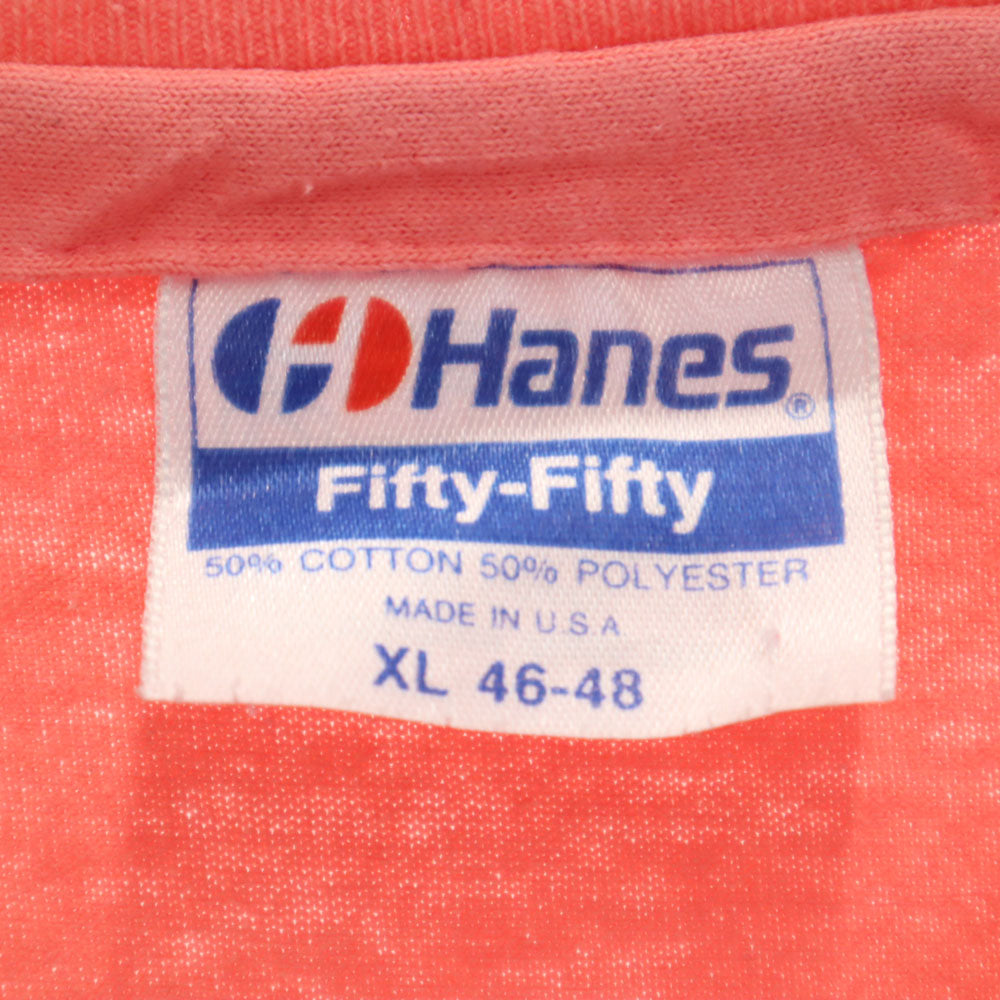 Hanes®
Fifty-Fifty
50% COTTON 50% POLYESTER
MADE IN U.S.A
XL 46-48